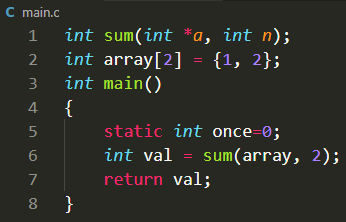 C main.c
1 int sum(int *a, int n);
2 int array[2] = {1, 2};
3 int main()
4 {
5     static int once=0;
6     int val = sum(array, 2);
7     return val;
8 }